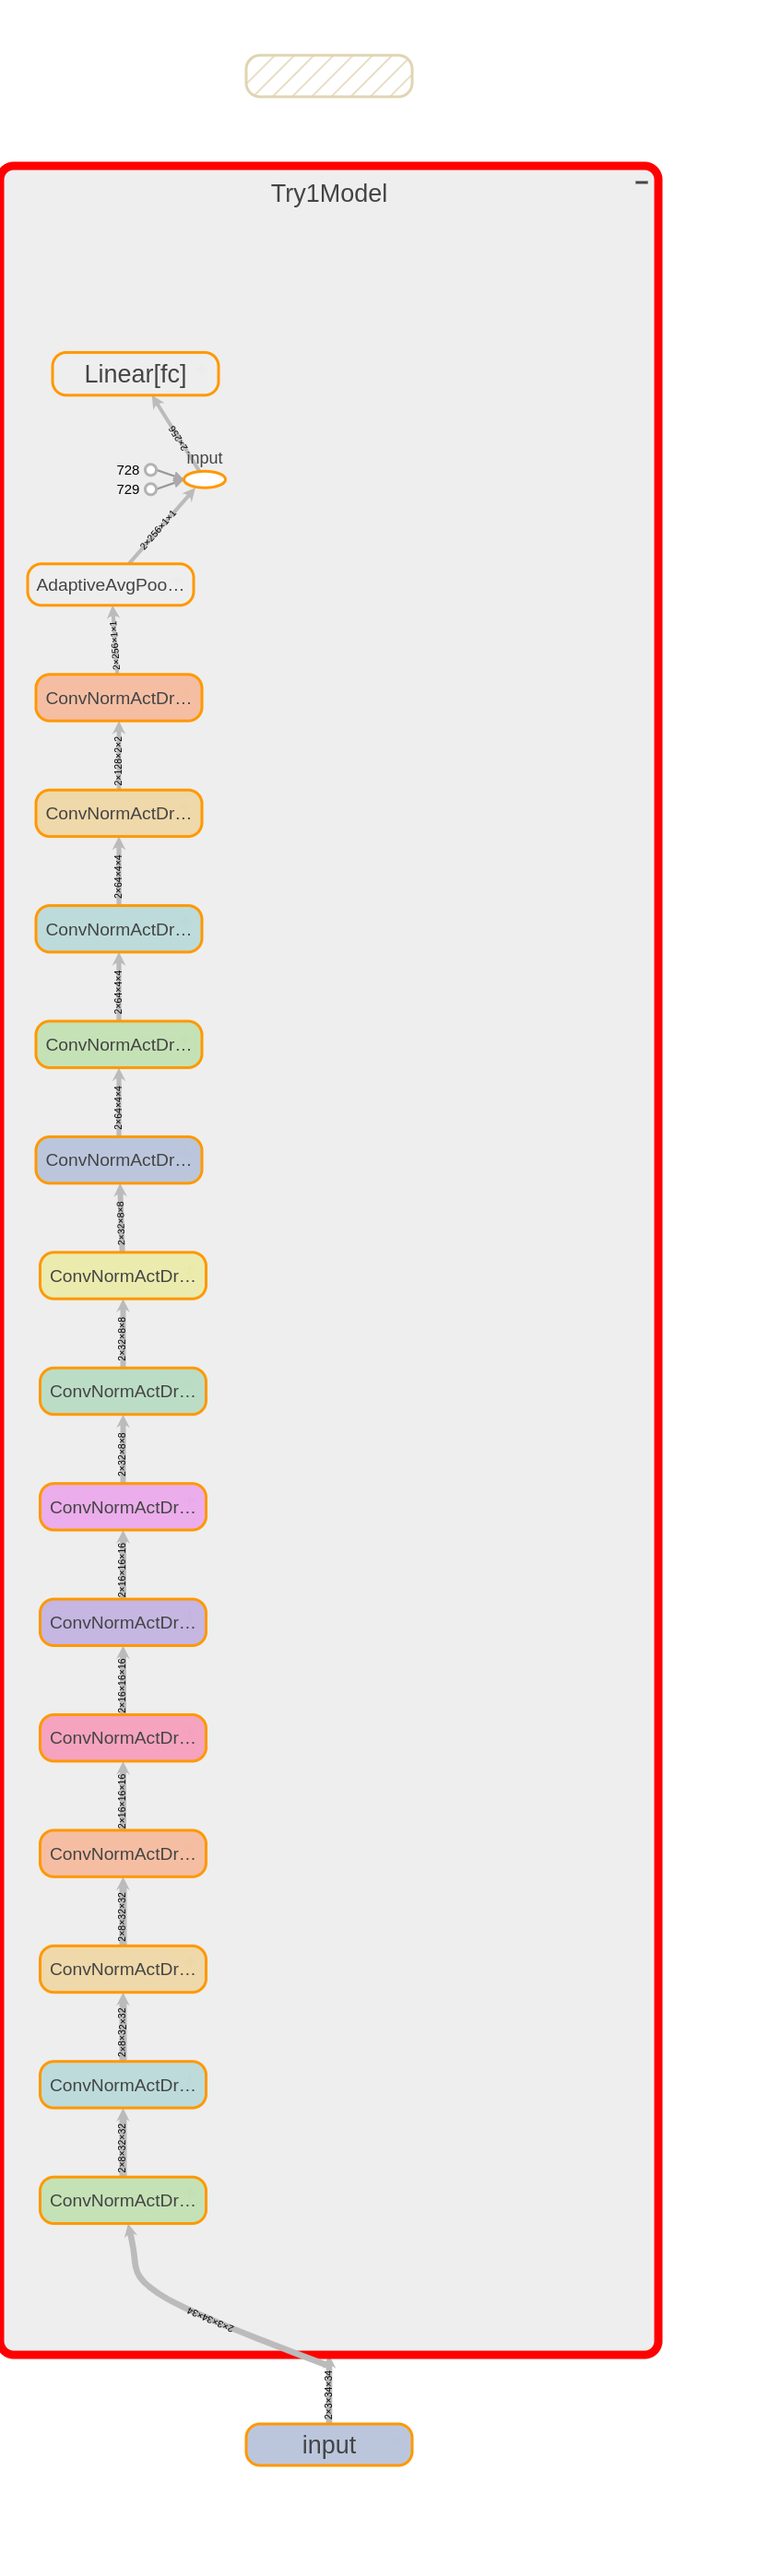 Try1Model
Linear[fc]
2×256
input
728
729
2×256×1×1
AdaptiveAvgPoo…
2×256×1×1
ConvNormActDr…
2×128×2×2
ConvNormActDr…
2×64×4×4
ConvNormActDr…
2×64×4×4
ConvNormActDr…
2×64×4×4
ConvNormActDr…
2×32×8×8
ConvNormActDr…
2×32×8×8
ConvNormActDr…
2×32×8×8
ConvNormActDr…
2×16×16×16
ConvNormActDr…
2×16×16×16
ConvNormActDr…
2×16×16×16
ConvNormActDr…
2×8×32×32
ConvNormActDr…
2×8×32×32
ConvNormActDr…
2×8×32×32
ConvNormActDr…
2×3×34×34
2×3×34×34
input